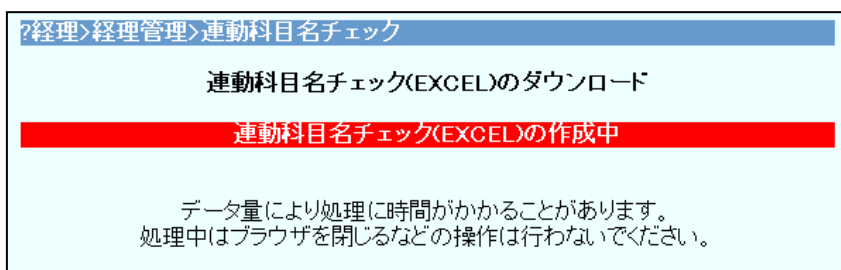 ?経理>経理管理>連動科目名チェック
連動科目名チェック(EXCEL)のダウンロード
連動科目名チェック(EXCEL)の作成中
データ量により処理に時間がかかることがあります。
処理中はブラウザを閉じるなどの操作は行わないでください。